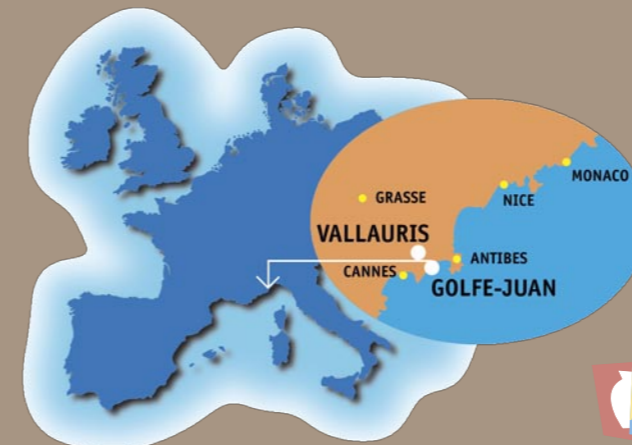 MONACO
GRASSE
NICE
VALLAURIS
ANTIBES
CANNES
GOLFE-JUAN